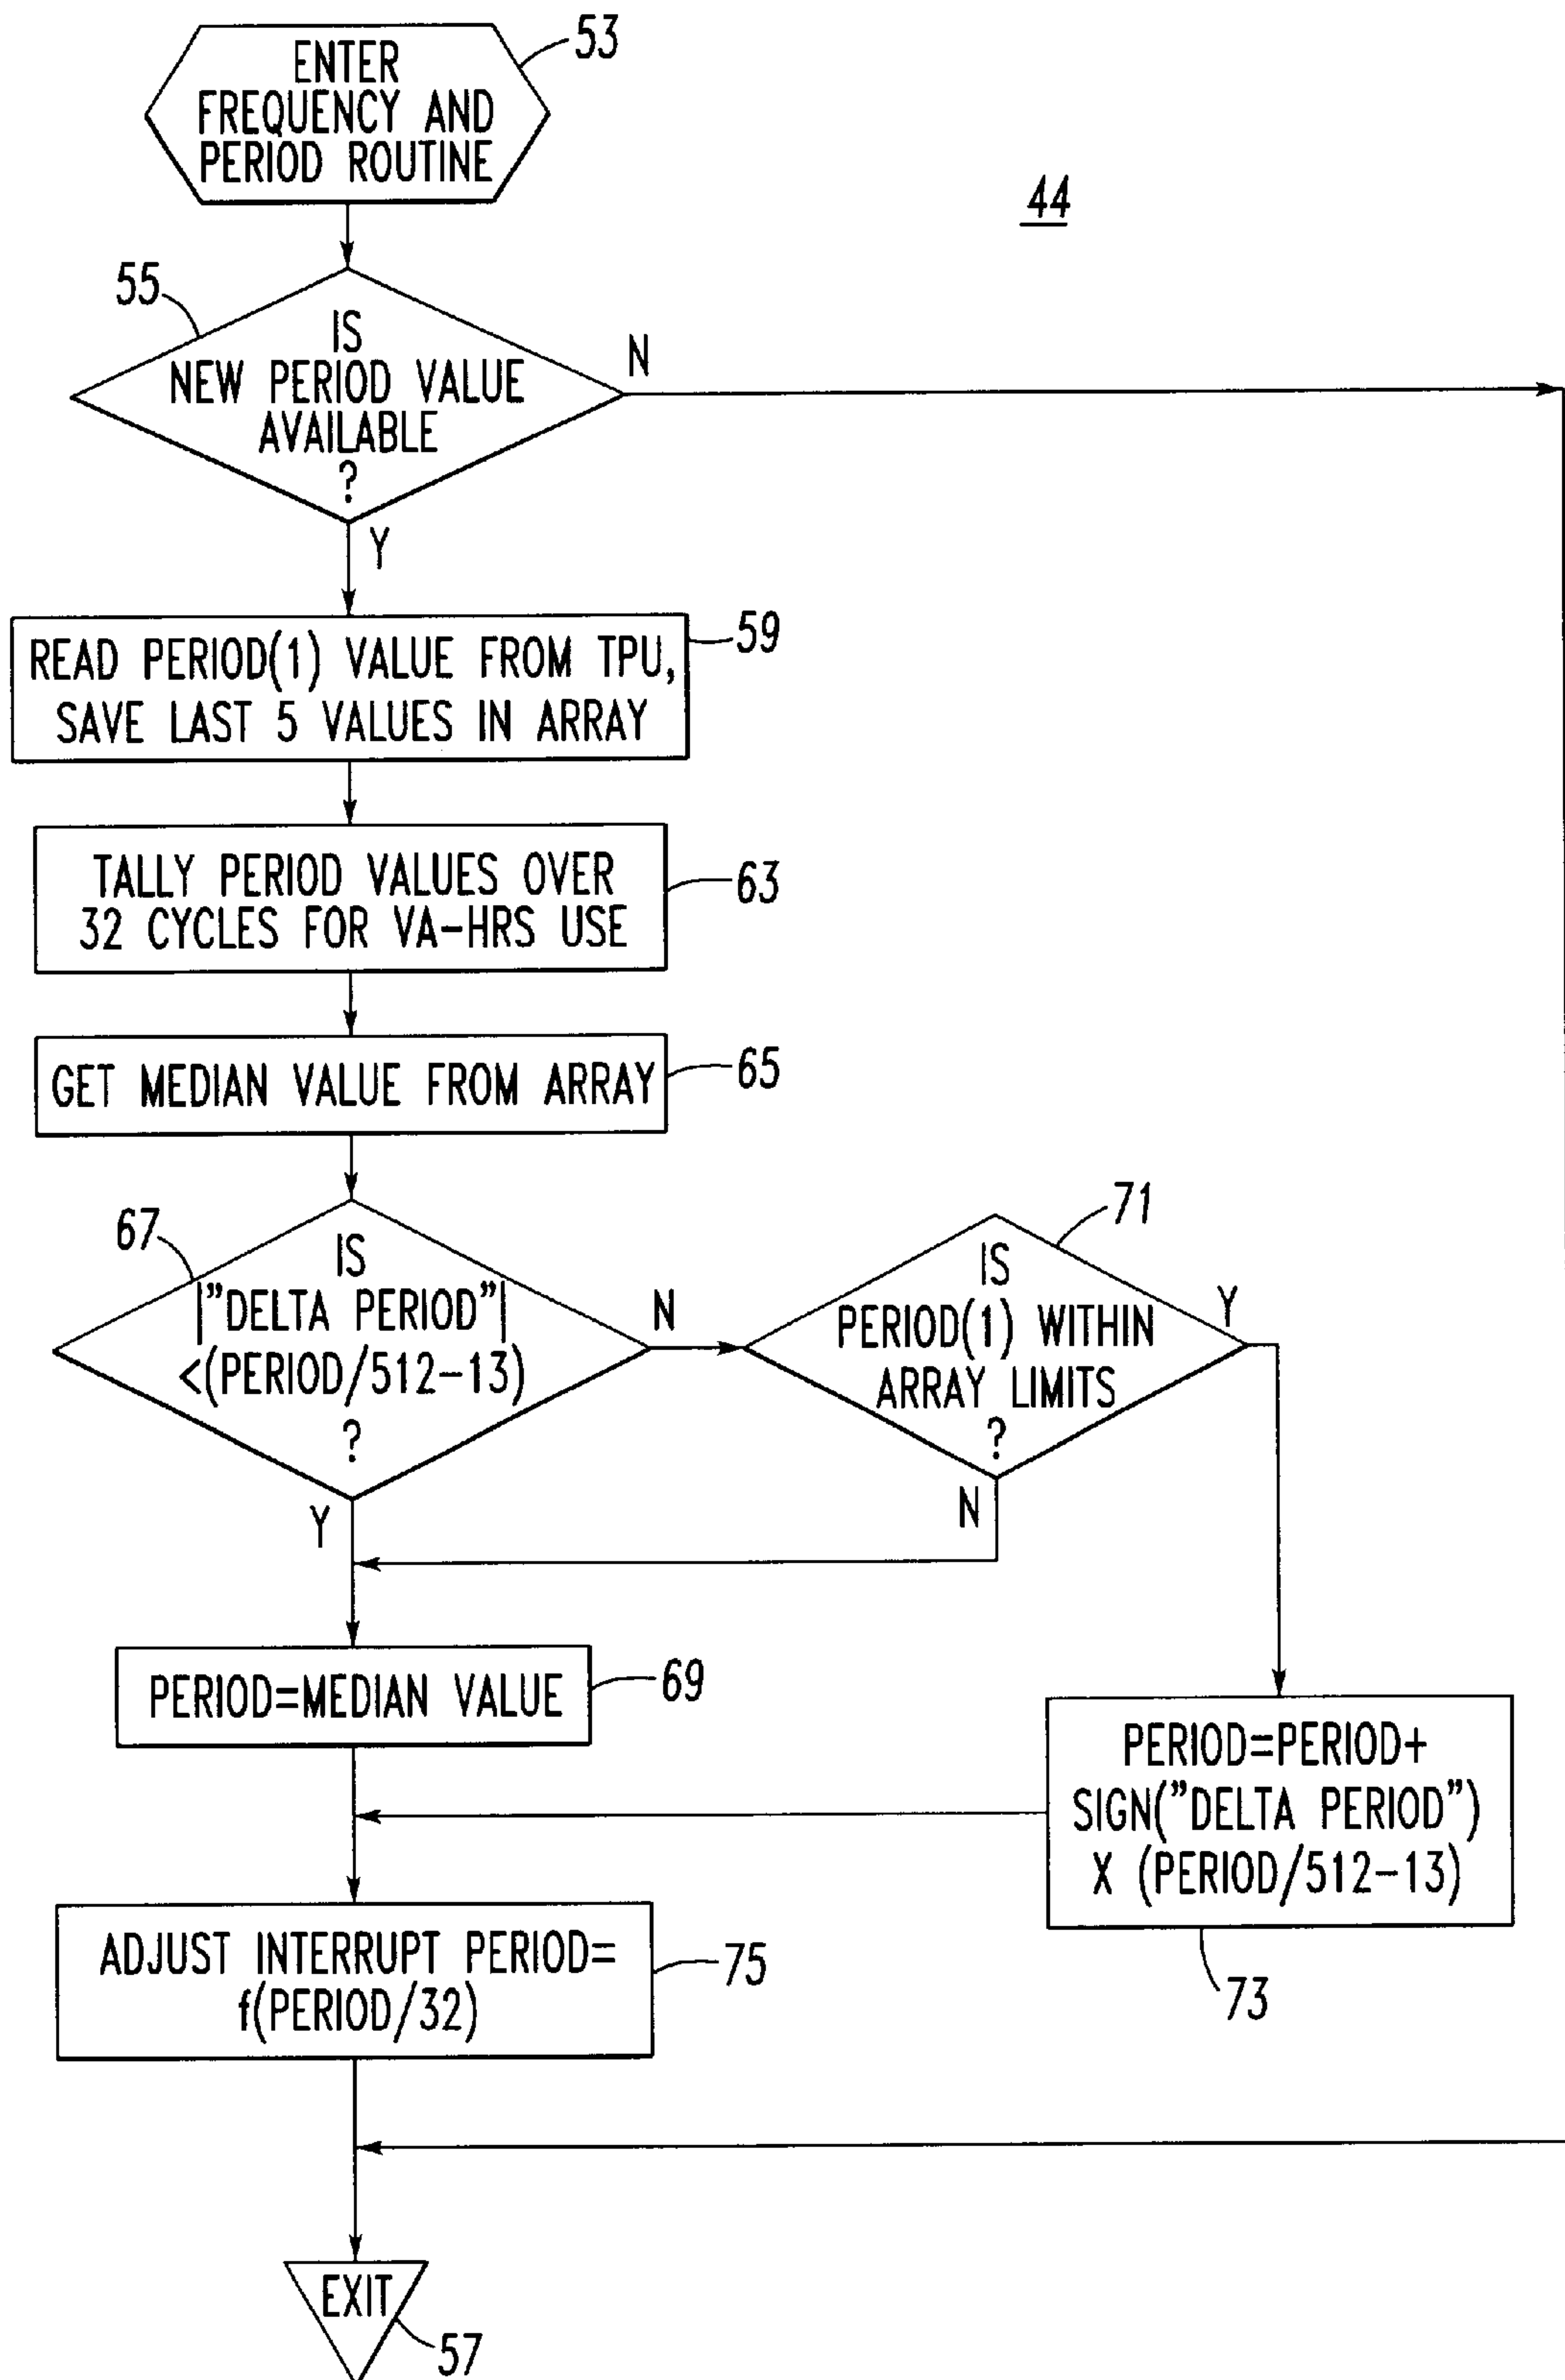 ENTER
FREQUENCY AND
PERIOD ROUTINE
53
44
55
IS
NEW PERIOD VALUE
AVAILABLE
?
N
Y
READ PERIOD(1) VALUE FROM TPU,
SAVE LAST 5 VALUES IN ARRAY
59
TALLY PERIOD VALUES OVER
32 CYCLES FOR VA-HRS USE
63
GET MEDIAN VALUE FROM ARRAY
65
67
IS
|"DELTA PERIOD"|
<(PERIOD/512-13)
?
N
Y
71
IS
PERIOD(1) WITHIN
ARRAY LIMITS
?
Y
N
PERIOD=MEDIAN VALUE
69
PERIOD=PERIOD+
SIGN("DELTA PERIOD")
X (PERIOD/512-13)
73
ADJUST INTERRUPT PERIOD=
f(PERIOD/32)
75
EXIT
57